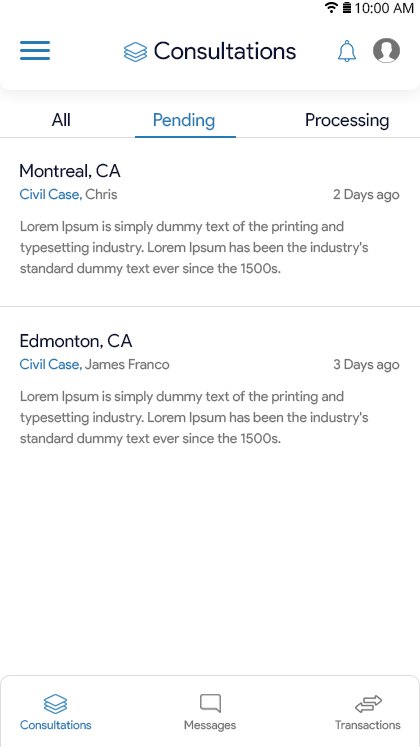 10:00 AM
Consultations
All Pending Processing
Montreal, CA
Civil Case, Chris 2 Days ago
Lorem Ipsum is simply dummy text of the printing and
typesetting industry. Lorem Ipsum has been the industry's
standard dummy text ever since the 1500s.
Edmonton, CA
Civil Case, James Franco 3 Days ago
Lorem Ipsum is simply dummy text of the printing and
typesetting industry. Lorem Ipsum has been the industry's
standard dummy text ever since the 1500s.
Consultations Messages Transactions